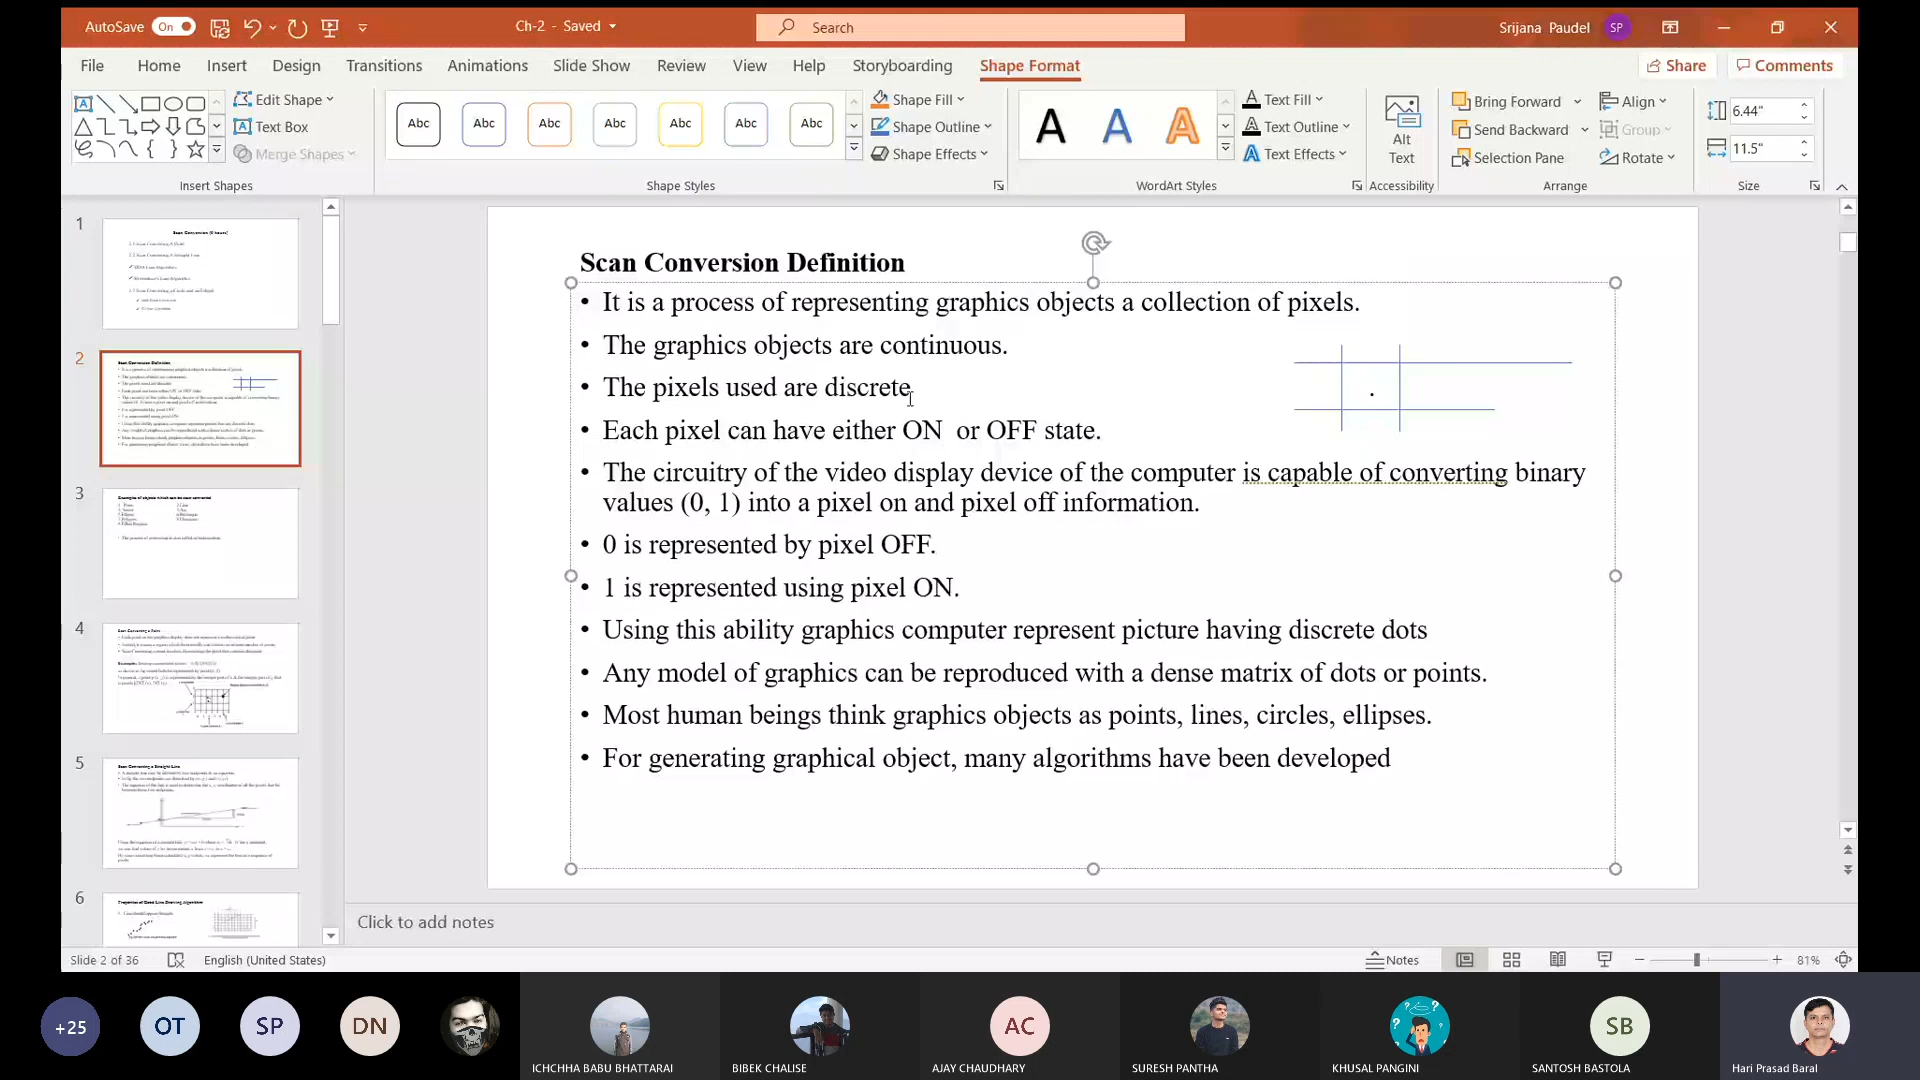 AutoSave On Ch-2 - Saved Search Srijana Paudel SP
File Home Insert Design Transitions Animations Slide Show Review View Help Storyboarding Shape Format Share Comments
Edit Shape
Text Box
Merge Shapes
Insert Shapes
Abc Abc Abc Abc Abc Abc Abc
Shape Fill
Shape Outline
Shape Effects
Shape Styles
A A A
Text Fill
Text Outline
Text Effects
WordArt Styles
Alt
Text
Accessibility
Bring Forward
Send Backward
Selection Pane
Align
Group
Rotate
Arrange
6.44"
11.5"
Size
1
2
3
4
5
6
Scan Conversion Definition
• It is a process of representing graphics objects a collection of pixels.
• The graphics objects are continuous.
• The pixels used are discrete
• Each pixel can have either ON or OFF state.
• The circuitry of the video display device of the computer is capable of converting binary
values (0, 1) into a pixel on and pixel off information.
• 0 is represented by pixel OFF.
• 1 is represented using pixel ON.
• Using this ability graphics computer represent picture having discrete dots
• Any model of graphics can be reproduced with a dense matrix of dots or points.
• Most human beings think graphics objects as points, lines, circles, ellipses.
• For generating graphical object, many algorithms have been developed
Click to add notes
Slide 2 of 36 English (United States) Notes 81%
+25 OT SP DN AC SB
ICHCHHA BABU BHATTARAI BIBEK CHALISE AJAY CHAUDHARY SURESH PANTHA KHUSAL PANGINI SANTOSH BASTOLA Hari Prasad Baral